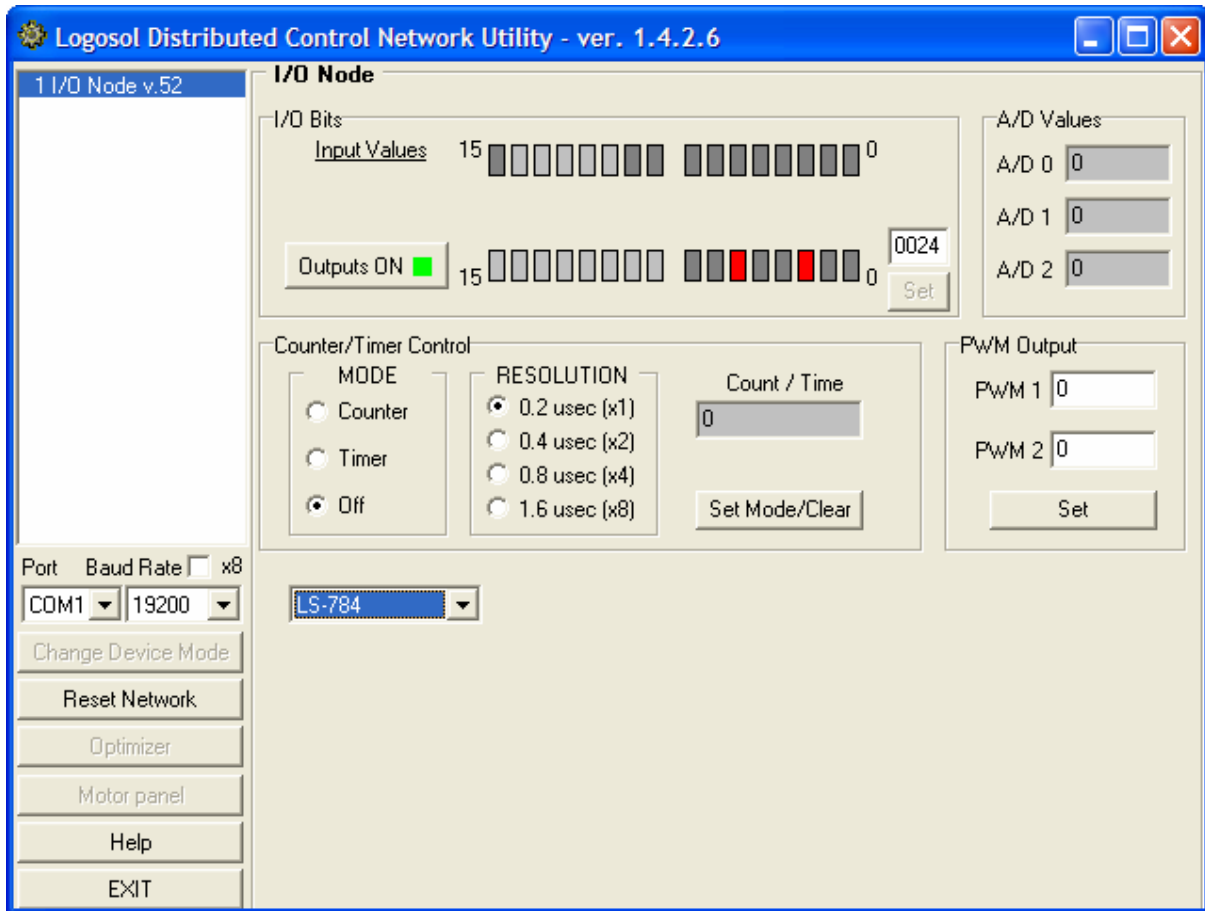 Logosol Distributed Control Network Utility - ver. 1.4.2.6
1 I/O Node v.52
I/O Node
I/O Bits
Input Values 15 0
Outputs ON 15 0 0024
Set
A/D Values
A/D 0 0
A/D 1 0
A/D 2 0
Counter/Timer Control
MODE
Counter
Timer
Off
RESOLUTION
0.2 usec (x1)
0.4 usec (x2)
0.8 usec (x4)
1.6 usec (x8)
Count / Time
0
Set Mode/Clear
PWM Output
PWM 1 0
PWM 2 0
Set
Port Baud Rate x8
COM1 19200
LS-784
Change Device Mode
Reset Network
Optimizer
Motor panel
Help
EXIT